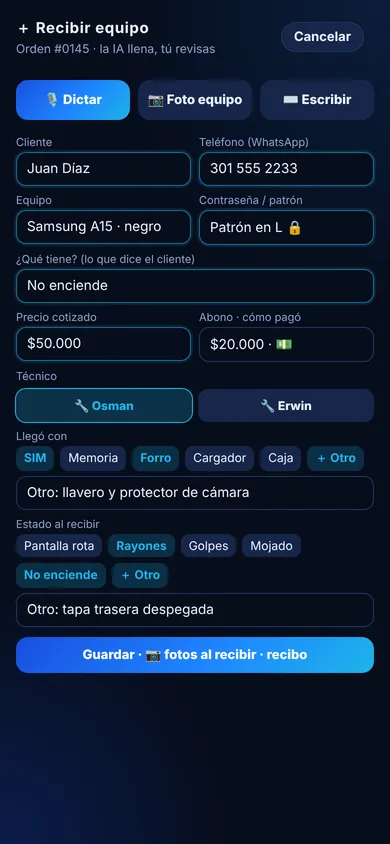 + Recibir equipo
Orden #0145 · la IA llena, tú revisas
Cancelar
🎙️ Dictar
📷 Foto equipo
⌨️ Escribir
Cliente
Teléfono (WhatsApp)
Juan Díaz
301 555 2233
Equipo
Contraseña / patrón
Samsung A15 · negro
Patrón en L 🔒
¿Qué tiene? (lo que dice el cliente)
No enciende
Precio cotizado
Abono · cómo pagó
$50.000
$20.000 · 💵
Técnico
🔧 Osman
🔧 Erwin
Llegó con
SIM
Memoria
Forro
Cargador
Caja
+ Otro
Otro: llavero y protector de cámara
Estado al recibir
Pantalla rota
Rayones
Golpes
Mojado
No enciende
+ Otro
Otro: tapa trasera despegada
Guardar · 📷 fotos al recibir · recibo